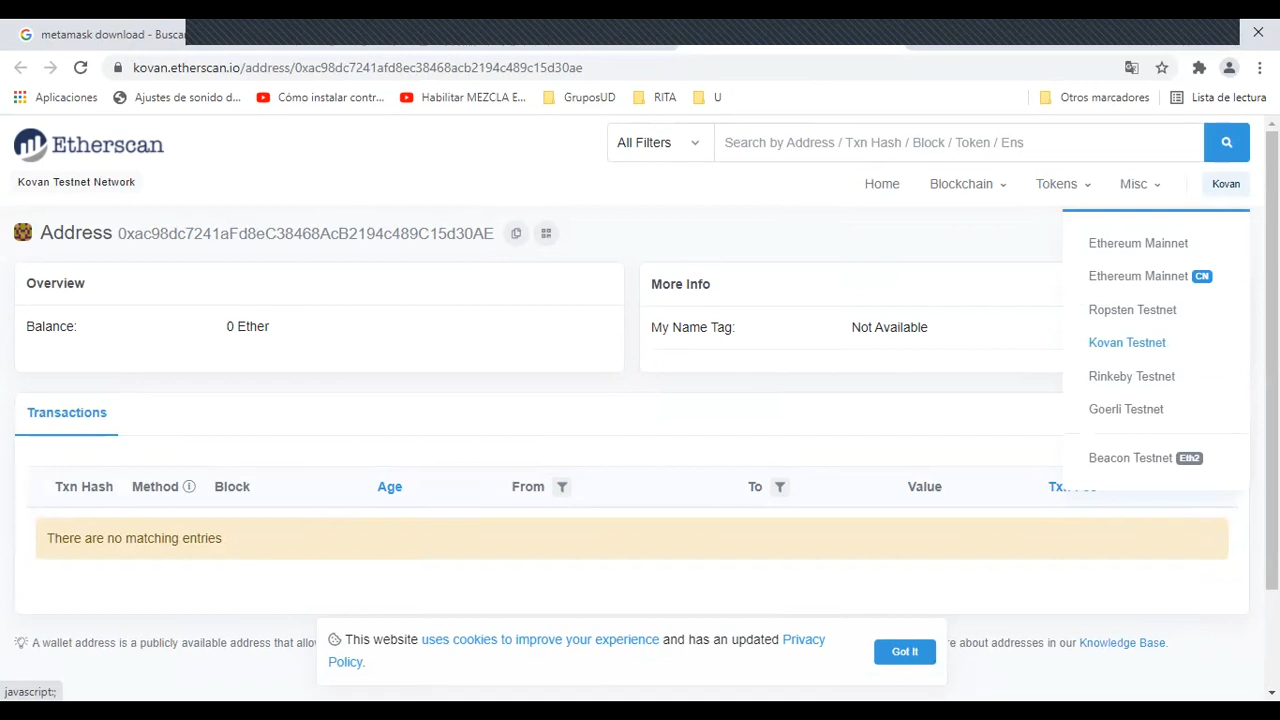 metamask download - Busca
kovan.etherscan.io/address/0xac98dc7241afd8ec38468acb2194c489c15d30ae
Aplicaciones Ajustes de sonido d... Cómo instalar contr... Habilitar MEZCLA E... GruposUD RITA U Otros marcadores Lista de lectura
Etherscan
All Filters Search by Address / Txn Hash / Block / Token / Ens
Kovan Testnet Network
Home Blockchain Tokens Misc Kovan
Address 0xac98dc7241aFd8eC38468AcB2194c489C15d30AE
Ethereum Mainnet
Ethereum Mainnet CN
Ropsten Testnet
Kovan Testnet
Rinkeby Testnet
Goerli Testnet
Beacon Testnet Eth2
Overview
Balance: 0 Ether
More Info
My Name Tag: Not Available
Transactions
Txn Hash Method Block Age From To Value
There are no matching entries
A wallet address is a publicly available address that allo
e about addresses in our Knowledge Base.
This website uses cookies to improve your experience and has an updated Privacy
Policy.
Got It
javascript:;